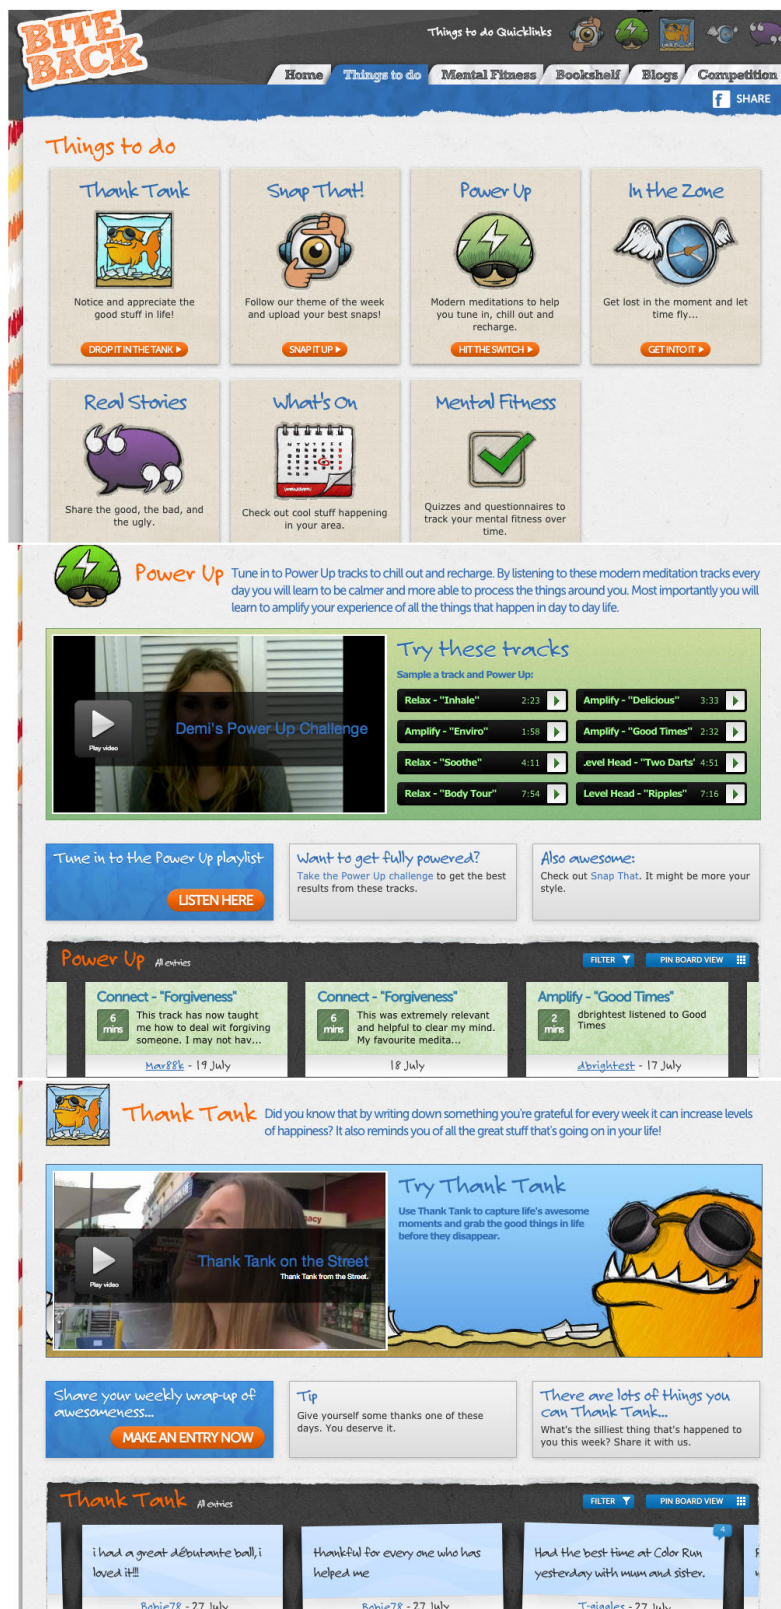 BITE
BACK
Things to do Quicklinks
Home
Things to do
Mental Fitness
Bookshelf
Blogs
Competition
f SHARE
Things to do
Thank Tank
Notice and appreciate the
good stuff in life!
DROP IT IN THE TANK
Snap That!
Follow our theme of the week
and upload your best snaps!
SNAP IT UP
Power Up
Modern meditations to help
you tune in, chill out and
recharge.
HIT THE SWITCH
In the Zone
Get lost in the moment and let
time fly...
GET INTO IT
Real Stories
Share the good, the bad, and
the ugly.
What's On
Check out cool stuff happening
in your area.
Mental Fitness
Quizzes and questionnaires to
track your mental fitness over
time.
Power Up
Tune in to Power Up tracks to chill out and recharge. By listening to these modern meditation tracks every
day you will learn to be calmer and more able to process the things around you. Most importantly you will
learn to amplify your experience of all the things that happen in day to day life.
Play video
Demi's Power Up Challenge
Try these tracks
Sample a track and Power Up:
Relax - "Inhale" 2:23
Amplify - "Delicious" 3:33
Amplify - "Enviro" 1:58
Amplify - "Good Times" 2:32
Relax - "Soothe" 4:11
.evel Head - "Two Darts' 4:51
Relax - "Body Tour" 7:54
Level Head - "Ripples" 7:16
Tune in to the Power Up playlist
LISTEN HERE
Want to get fully powered?
Take the Power Up challenge to get the best
results from these tracks.
Also awesome:
Check out Snap That. It might be more your
style.
Power Up All entries
FILTER
PIN BOARD VIEW
Connect - "Forgiveness"
6
mins
This track has now taught
me how to deal wit forgiving
someone. I may not hav...
Mar88k - 19 July
Connect - "Forgiveness"
6
mins
This was extremely relevant
and helpful to clear my mind.
My favourite medita...
18 July
Amplify - "Good Times"
2
mins
dbrightest listened to Good
Times
dbrightest - 17 July
Thank Tank
Did you know that by writing down something you're grateful for every week it can increase levels
of happiness? It also reminds you of all the great stuff that's going on in your life!
Play video
Thank Tank on the Street
Thank Tank from the Street.
Try Thank Tank
Use Thank Tank to capture life's awesome
moments and grab the good things in life
before they disappear.
Share your weekly wrap-up of
awesomeness...
MAKE AN ENTRY NOW
Tip
Give yourself some thanks one of these
days. You deserve it.
There are lots of things you
can Thank Tank...
What's the silliest thing that's happened to
you this week? Share it with us.
Thank Tank All entries
FILTER
PIN BOARD VIEW
i had a great débutante ball, i
loved it!!!
Bobie78 - 27 July
thankful for every one who has
helped me
Bobie78 - 27 July
4
Had the best time at Color Run
yesterday with mum and sister.
T-giggles - 27 July